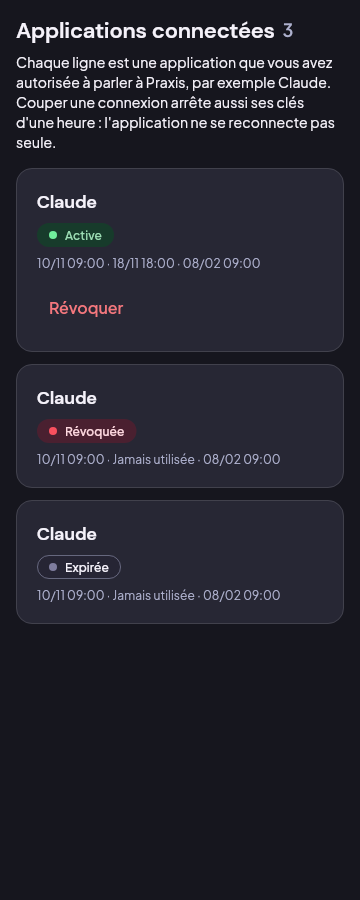 Applications connectées 3
Chaque ligne est une application que vous avez
autorisée à parler à Praxis, par exemple Claude.
Couper une connexion arrête aussi ses clés
d'une heure : l'application ne se reconnecte pas
seule.
Claude
Active
10/11 09:00 · 18/11 18:00 · 08/02 09:00
Révoquer
Claude
Révoquée
10/11 09:00 · Jamais utilisée · 08/02 09:00
Claude
Expirée
10/11 09:00 · Jamais utilisée · 08/02 09:00